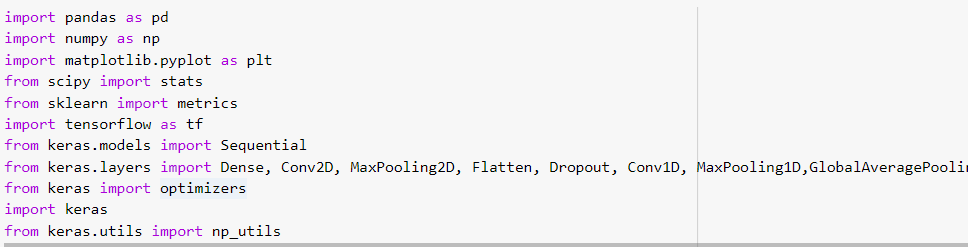 import pandas as pd
import numpy as np
import matplotlib.pyplot as plt
from scipy import stats
from sklearn import metrics
import tensorflow as tf
from keras.models import Sequential
from keras.layers import Dense, Conv2D, MaxPooling2D, Flatten, Dropout, Conv1D, MaxPooling1D,GlobalAveragePoolin
from keras import optimizers
import keras
from keras.utils import np_utils